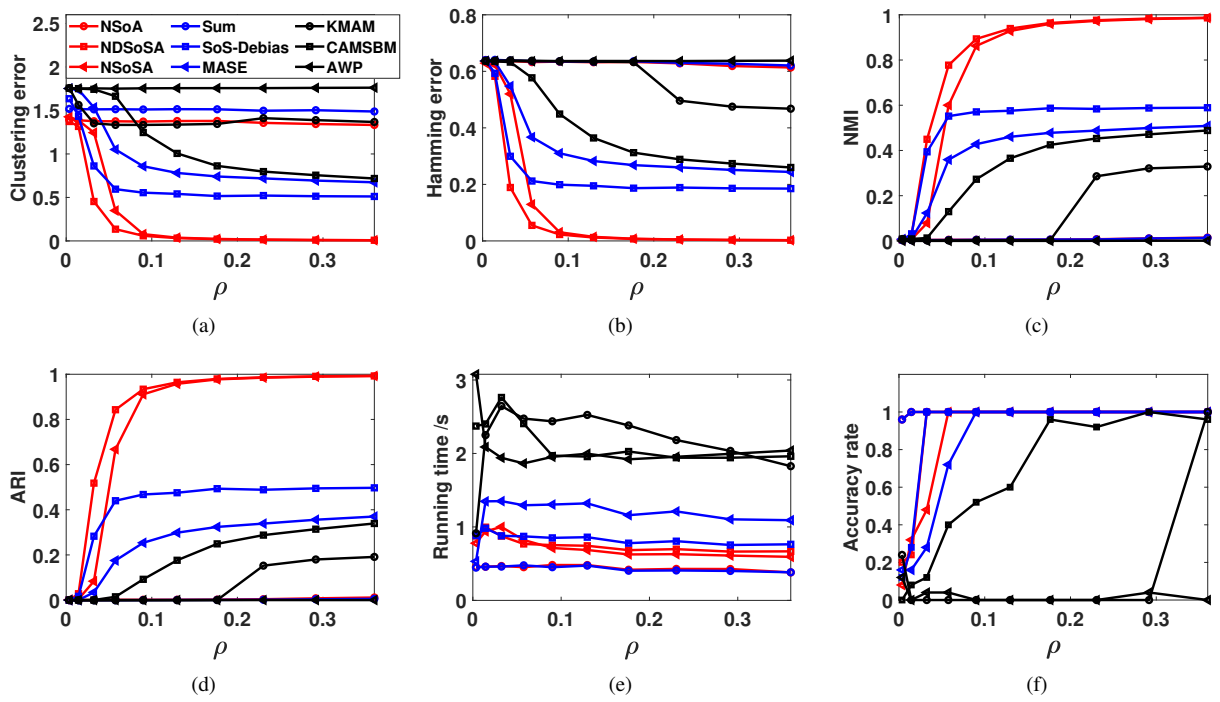 Clustering error
2.5
2
1.5
1
0.5
0
NSoA
Sum
KMAM
NDSoSA
SoS-Debias
CAMSBM
NSoSA
MASE
AWP
0 0.1 0.2 0.3
ρ
(a)
Hamming error
0.8
0.6
0.4
0.2
0
0 0.1 0.2 0.3
ρ
(b)
NMI
1
0.8
0.6
0.4
0.2
0
0 0.1 0.2 0.3
ρ
(c)
ARI
1
0.8
0.6
0.4
0.2
0
0 0.1 0.2 0.3
ρ
(d)
Running time /s
3
2
1
0
0 0.1 0.2 0.3
ρ
(e)
Accuracy rate
1
0.8
0.6
0.4
0.2
0
0 0.1 0.2 0.3
ρ
(f)